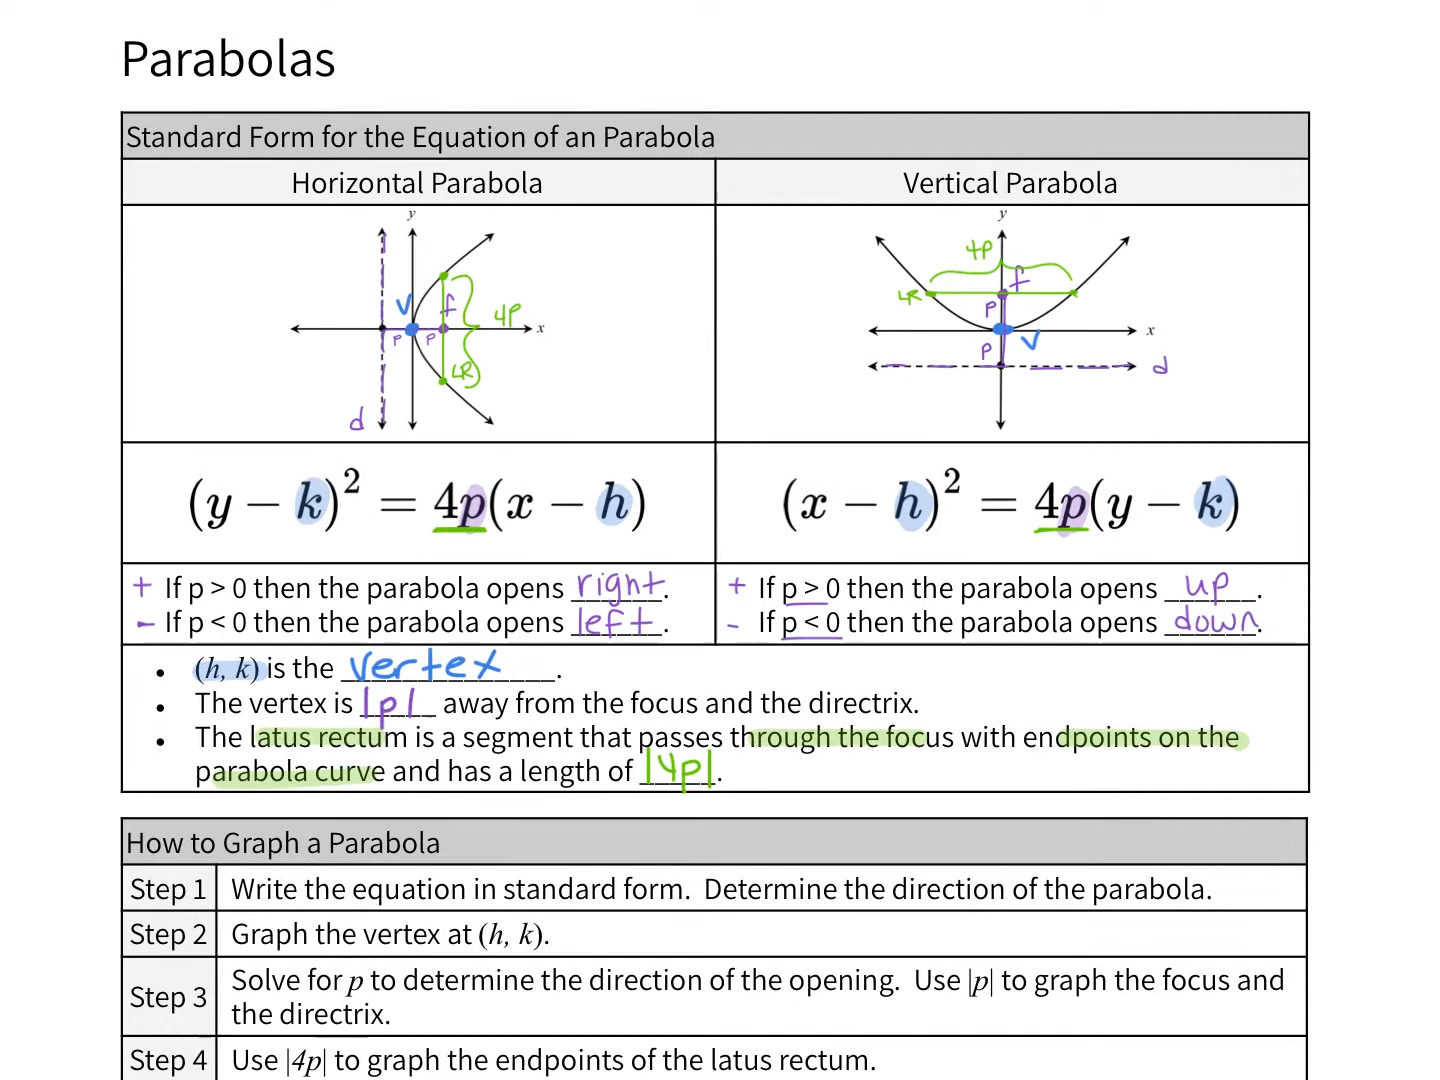 Parabolas
Standard Form for the Equation of an Parabola
Horizontal Parabola
Vertical Parabola
y
x
V
f
P
P
4P
LR
d
y
x
4P
f
LR
P
V
P
d
(y − k)² = 4p(x − h)
(x − h)² = 4p(y − k)
+ If p > 0 then the parabola opens right.
− If p < 0 then the parabola opens left.
+ If p > 0 then the parabola opens up.
- If p < 0 then the parabola opens down.
• (h, k) is the vertex.
• The vertex is |p| away from the focus and the directrix.
• The latus rectum is a segment that passes through the focus with endpoints on the
parabola curve and has a length of |4p|.
How to Graph a Parabola
Step 1 Write the equation in standard form. Determine the direction of the parabola.
Step 2 Graph the vertex at (h, k).
Step 3 Solve for p to determine the direction of the opening. Use |p| to graph the focus and
the directrix.
Step 4 Use |4p| to graph the endpoints of the latus rectum.